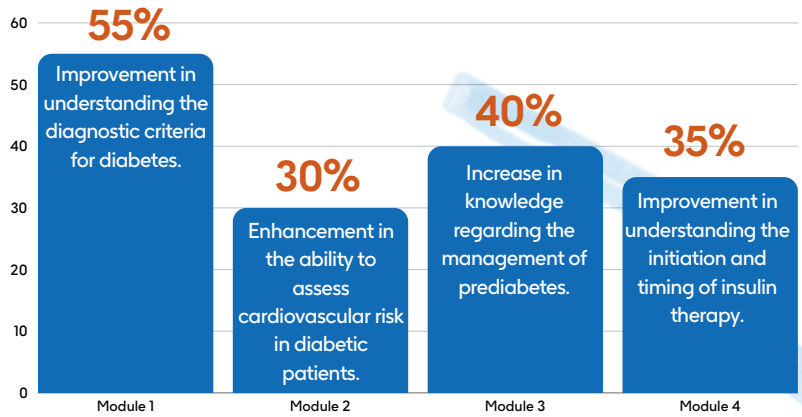 60
50
40
30
20
10
0
55%
Improvement in
understanding the
diagnostic criteria
for diabetes.
30%
Enhancement in
the ability to
assess
cardiovascular risk
in diabetic
patients.
40%
Increase in
knowledge
regarding the
management of
prediabetes.
35%
Improvement in
understanding the
initiation and
timing of insulin
therapy.
Module 1
Module 2
Module 3
Module 4